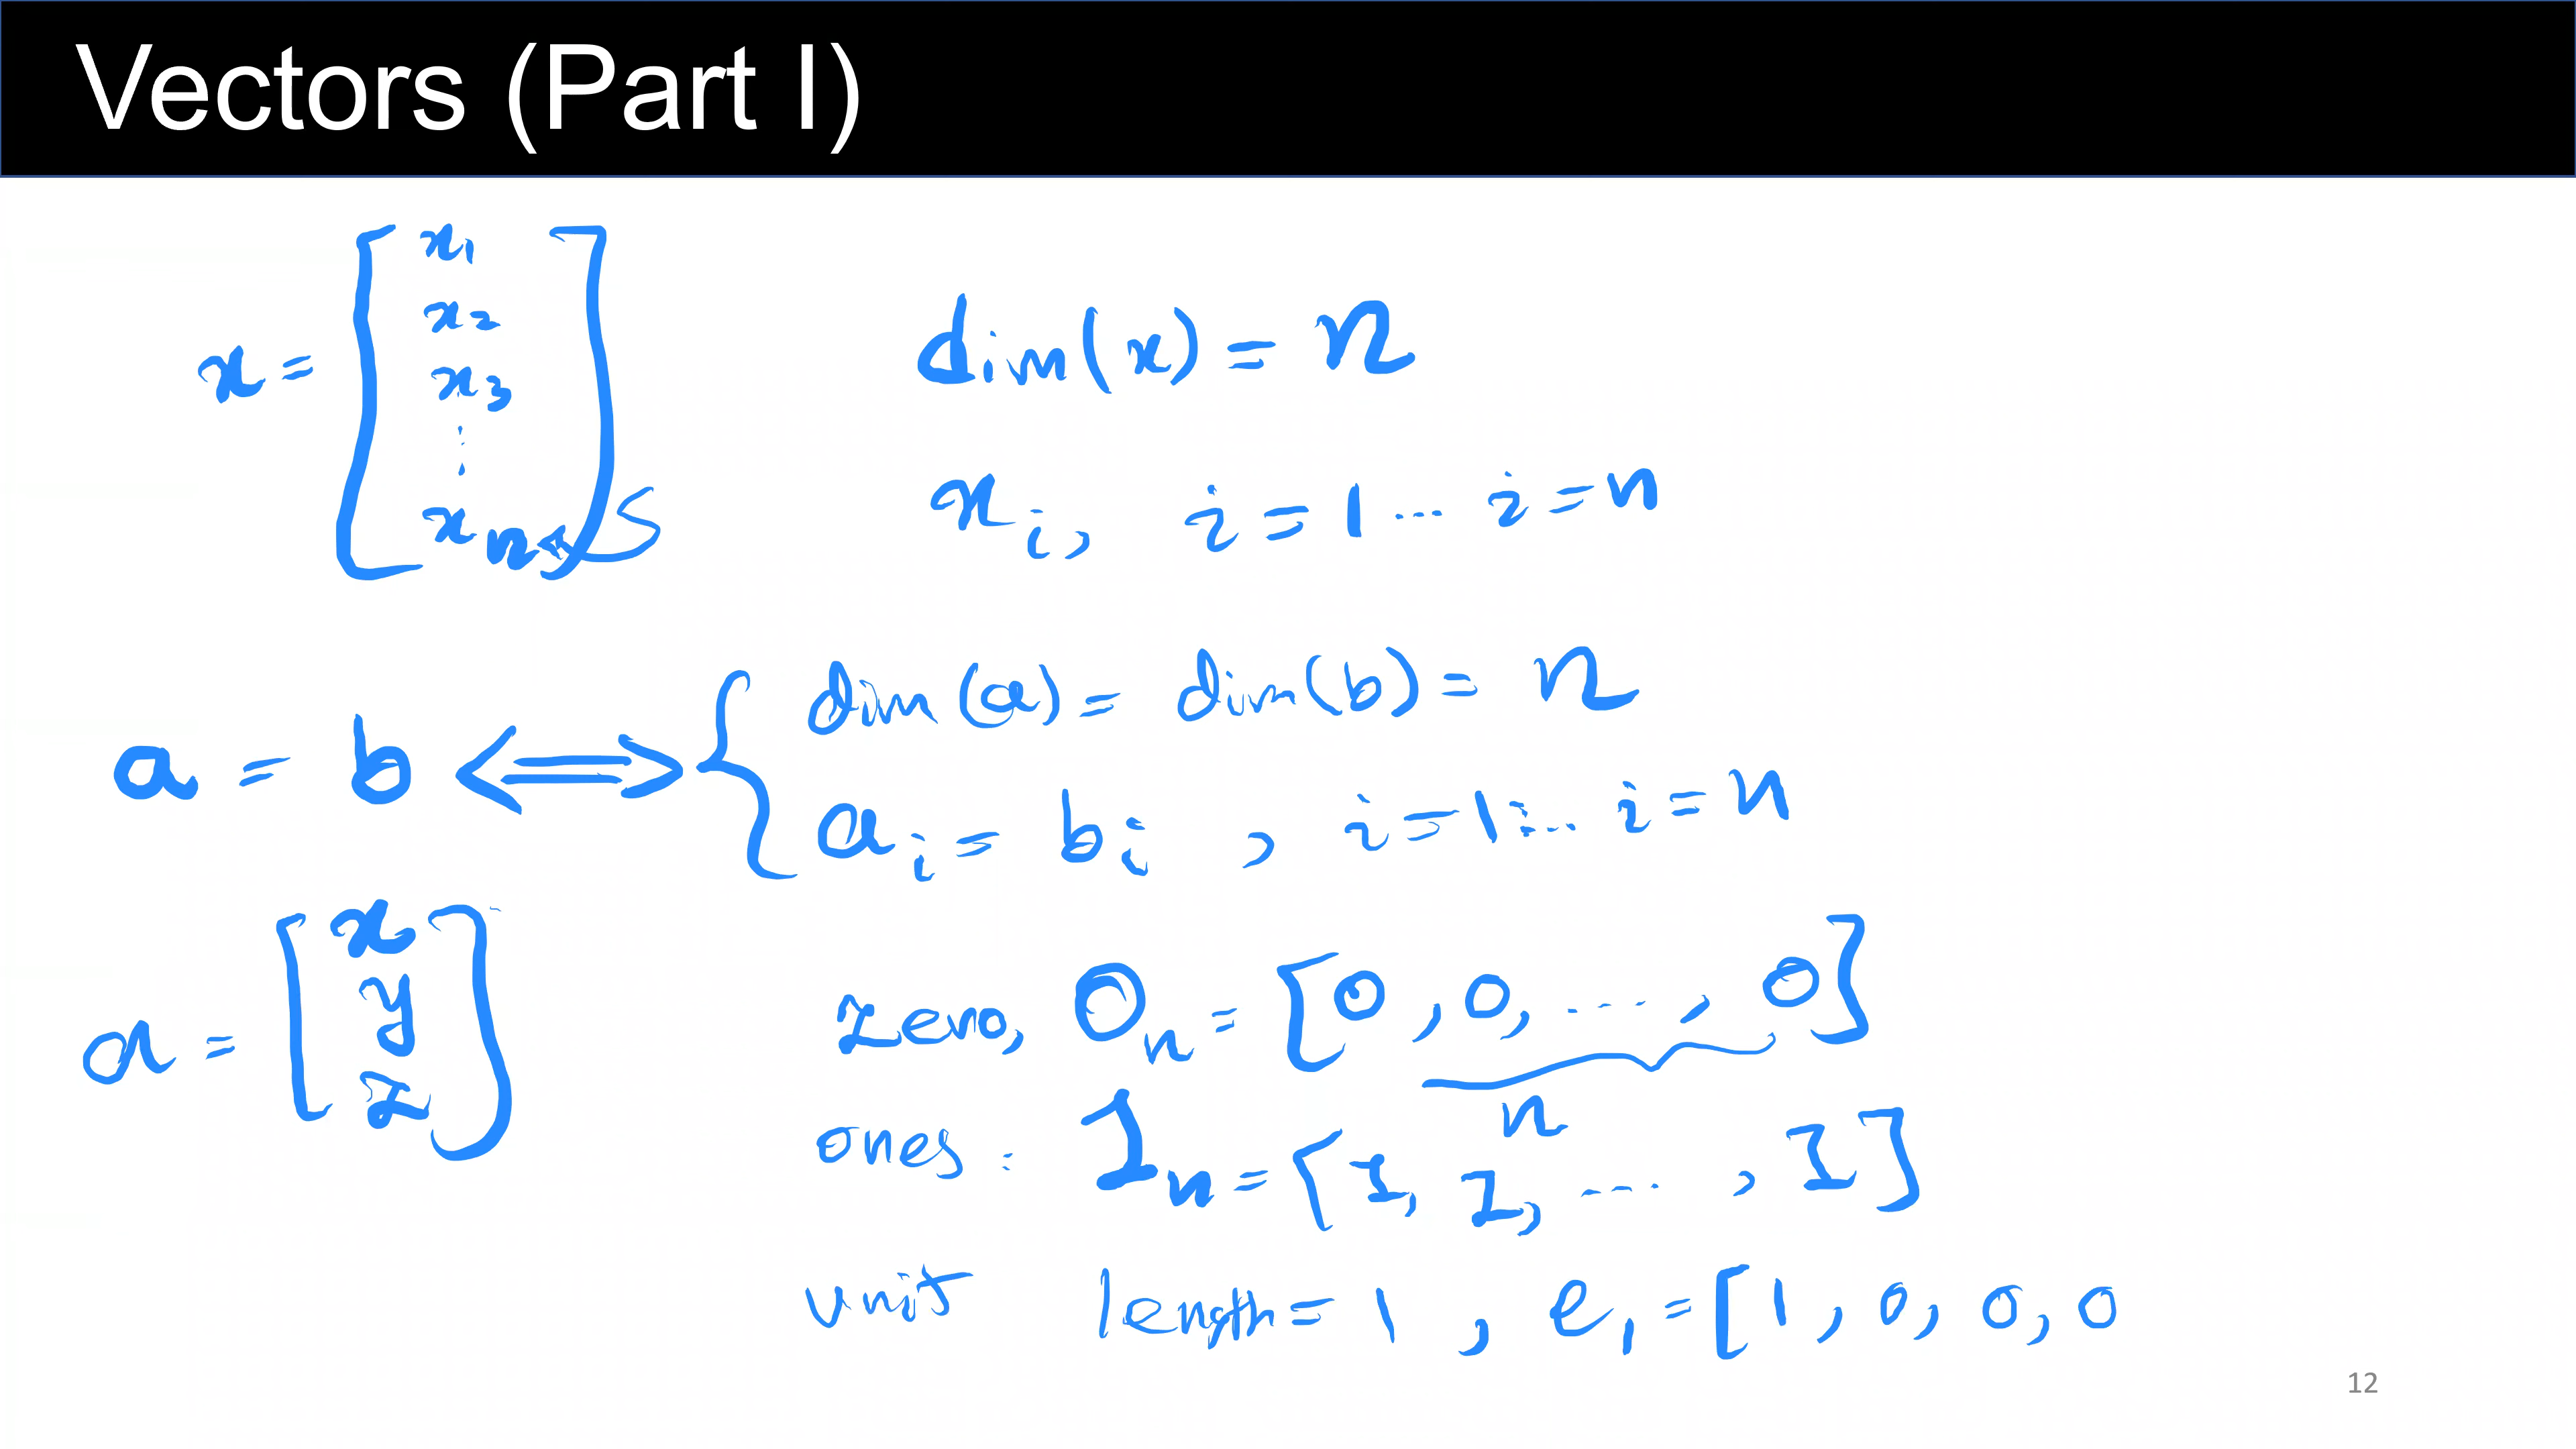 Vectors (Part I)
x = [ x1
x2
x3
⋮
xn ]
dim(x) = n
xi, i = 1 ... i = n
a = b ⟺ { dim(a) = dim(b) = n
ai = bi , i = 1 ... i = n
a = [ x
y
z ]
zero, 0n = [0, 0, ..., 0]
n
ones: 1n = [1, 1, ... , 1]
unit length = 1 , e1 = [1, 0, 0, 0
12